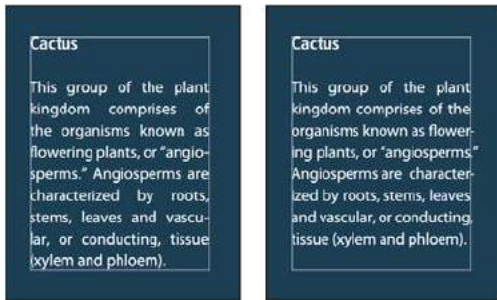 Cactus
This group of the plant
kingdom comprises of
the organisms known as
flowering plants, or “angio-
sperms.” Angiosperms are
characterized by roots,
stems, leaves and vascu-
lar, or conducting, tissue
(xylem and phloem).
Cactus
This group of the plant
kingdom comprises of the
organisms known as flower-
ing plants, or “angiosperms.”
Angiosperms are character-
ized by roots, stems, leaves
and vascular, or conducting,
tissue (xylem and phloem).